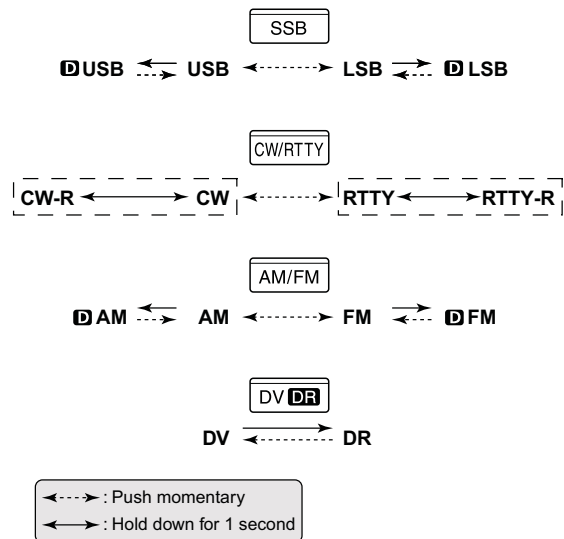 SSB
D USB USB LSB D LSB
CW/RTTY
CW-R CW RTTY RTTY-R
AM/FM
D AM AM FM D FM
DV DR
DV DR
: Push momentary
: Hold down for 1 second